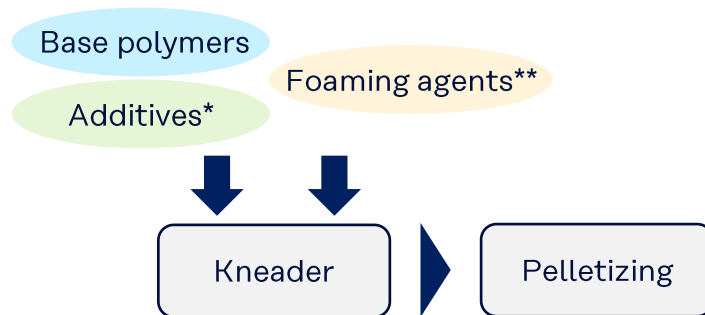 Base polymers
Foaming agents**
Additives*
Kneader
Pelletizing